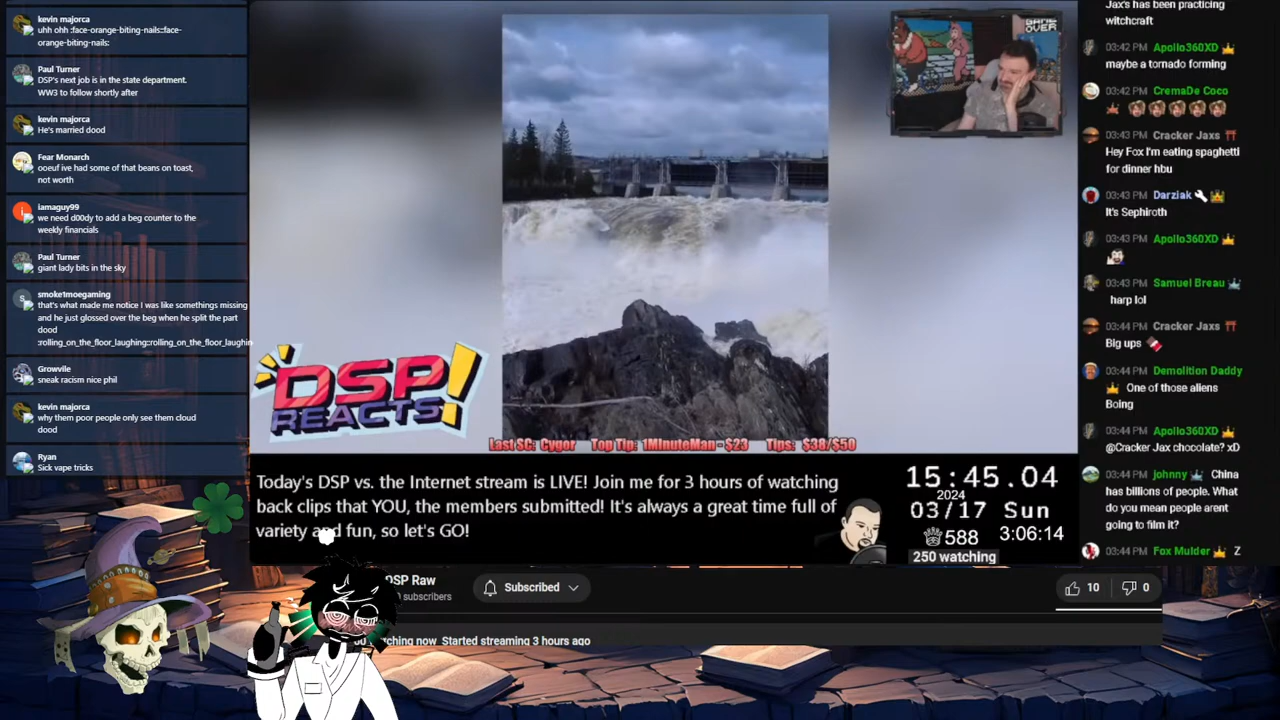 kevin majorca
uhh ohh :face-orange-biting-nails::face-
orange-biting-nails:
Paul Turner
DSP's next job is in the state department.
WW3 to follow shortly after
kevin majorca
He's married dood
Fear Monarch
ooeuf ive had some of that beans on toast,
not worth
iamaguy99
we need d00dy to add a beg counter to the
weekly financials
Paul Turner
giant lady bits in the sky
smoke1moegaming
that's what made me notice I was like somethings missing
and he just glossed over the beg when he split the part
dood
:rolling_on_the_floor_laughing::rolling_on_the_floor_laughin
Growvile
sneak racism nice phil
kevin majorca
why them poor people only see them cloud
dood
Ryan
Sick vape tricks
GAME
OVER
DSP!
REACTS
Last SC: Cygor Top Tip: 1MinuteMan - $23 Tips: $38/$50
Today's DSP vs. the Internet stream is LIVE! Join me for 3 hours of watching
back clips that YOU, the members submitted! It's always a great time full of
variety and fun, so let's GO!
15:45.04
2024
03/17 Sun
588
3:06:14
250 watching
DSP Raw
subscribers
Subscribed
10
0
watching now Started streaming 3 hours ago
Jax's has been practicing
witchcraft
03:42 PM Apollo360XD
maybe a tornado forming
03:42 PM CremaDe Coco
03:43 PM Cracker Jaxs
Hey Fox I'm eating spaghetti
for dinner hbu
03:43 PM Darziak
It's Sephiroth
03:43 PM Apollo360XD
03:43 PM Samuel Breau
harp lol
03:44 PM Cracker Jaxs
Big ups
03:44 PM Demolition Daddy
One of those aliens
Boing
03:44 PM Apollo360XD
@Cracker Jax chocolate? xD
03:44 PM johnny China
has billions of people. What
do you mean people arent
going to film it?
03:44 PM Fox Mulder Z